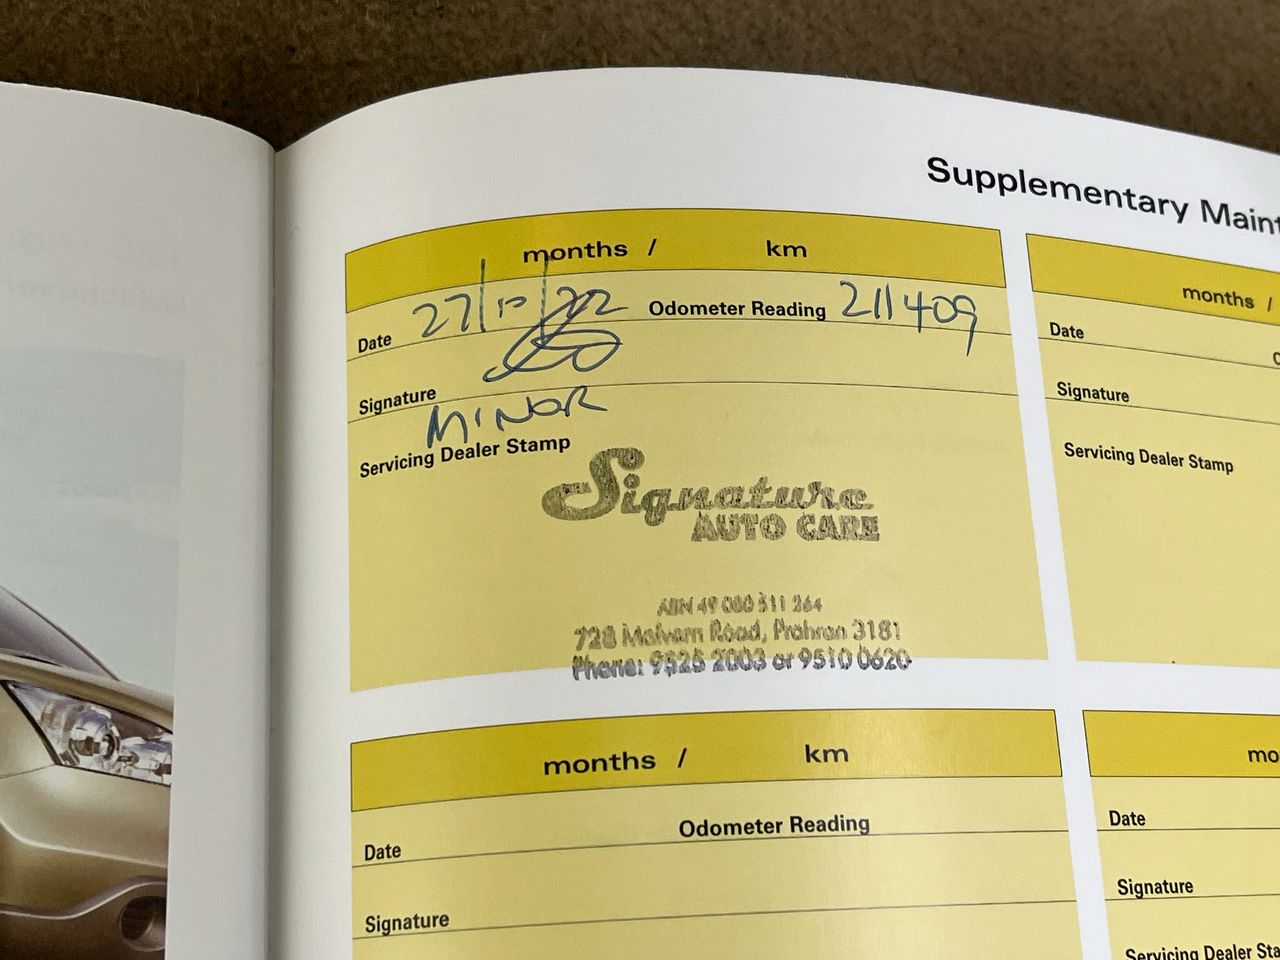 Supplementary Maint
months / km
Date 27/10/22 Odometer Reading 211409
Signature
MINOR
Servicing Dealer Stamp
Signature
AUTO CARE
ABN 49 080 511 364
728 Malvern Road, Prahran 3181
Phone: 9525 2003 or 9510 0620
months /
Date
Signature
Servicing Dealer Stamp
months / km
Date Odometer Reading
Signature
mo
Date
Signature
Servicing Dealer Sta